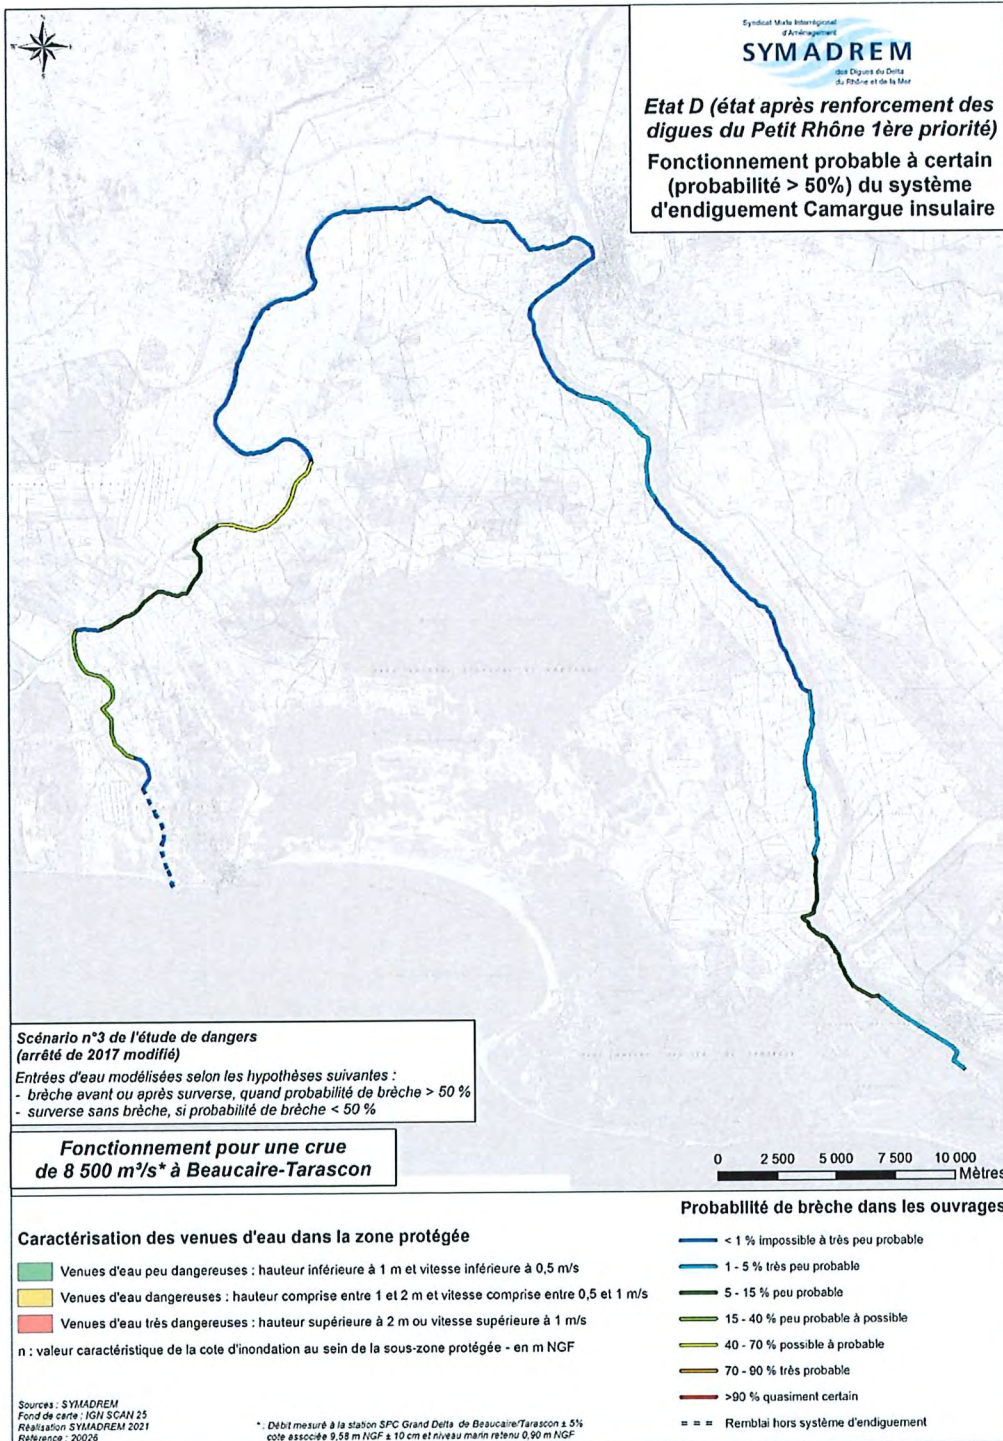 Syndicat Mixte Interrégional
d'Aménagement
SYMADREM
des Digues du Delta
du Rhône et de la Mer
Etat D (état après renforcement des
digues du Petit Rhône 1ère priorité)
Fonctionnement probable à certain
(probabilité > 50%) du système
d'endiguement Camargue insulaire
Scénario n°3 de l'étude de dangers
(arrêté de 2017 modifié)
Entrées d'eau modélisées selon les hypothèses suivantes :
- brèche avant ou après surverse, quand probabilité de brèche > 50 %
- surverse sans brèche, si probabilité de brèche < 50 %
Fonctionnement pour une crue
de 8 500 m³/s* à Beaucaire-Tarascon
0 2 500 5 000 7 500 10 000
Mètres
Caractérisation des venues d'eau dans la zone protégée
Venues d'eau peu dangereuses : hauteur inférieure à 1 m et vitesse inférieure à 0,5 m/s
Venues d'eau dangereuses : hauteur comprise entre 1 et 2 m et vitesse comprise entre 0,5 et 1 m/s
Venues d'eau très dangereuses : hauteur supérieure à 2 m ou vitesse supérieure à 1 m/s
n : valeur caractéristique de la cote d'inondation au sein de la sous-zone protégée - en m NGF
Probabilité de brèche dans les ouvrages
< 1 % impossible à très peu probable
1 - 5 % très peu probable
5 - 15 % peu probable
15 - 40 % peu probable à possible
40 - 70 % possible à probable
70 - 90 % très probable
>90 % quasiment certain
Remblai hors système d'endiguement
Sources : SYMADREM
Fond de carte : IGN SCAN 25
Réalisation SYMADREM 2021
Référence : 20026
* : Débit mesuré à la station SPC Grand Delta de Beaucaire/Tarascon ± 5%
cote associée 9,58 m NGF ± 10 cm et niveau marin retenu 0,90 m NGF